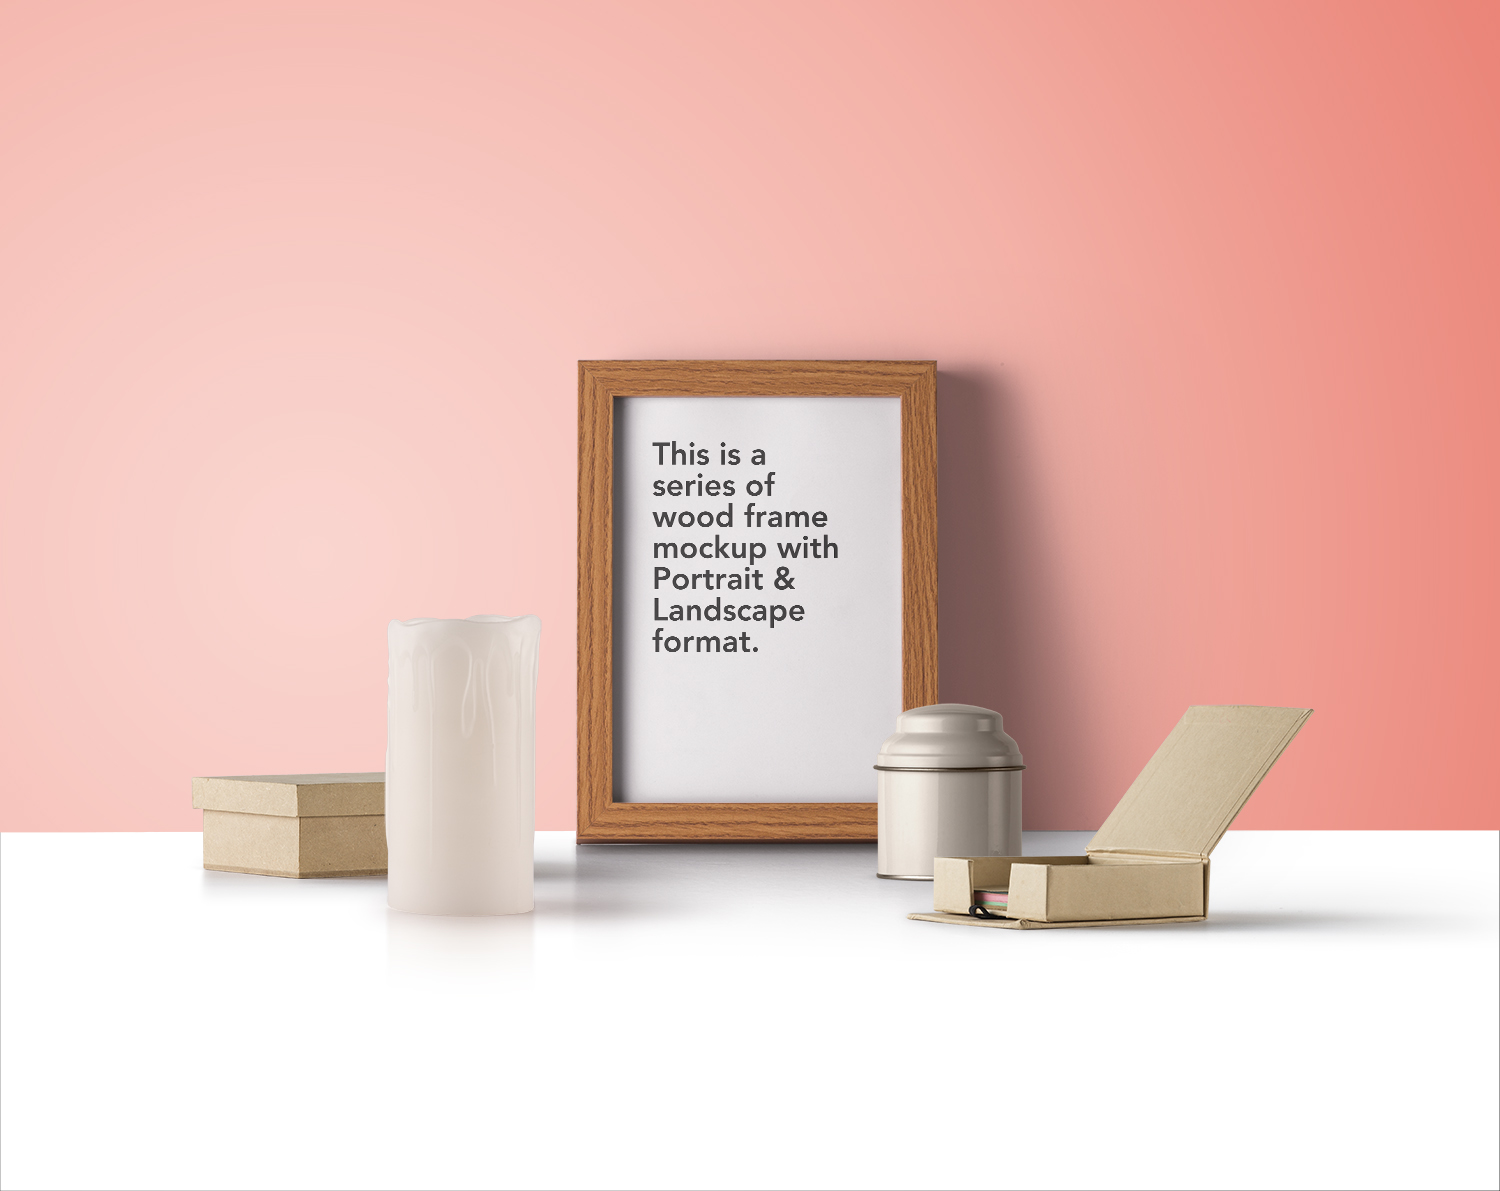 This is a
series of
wood frame
mockup with
Portrait &
Landscape
format.